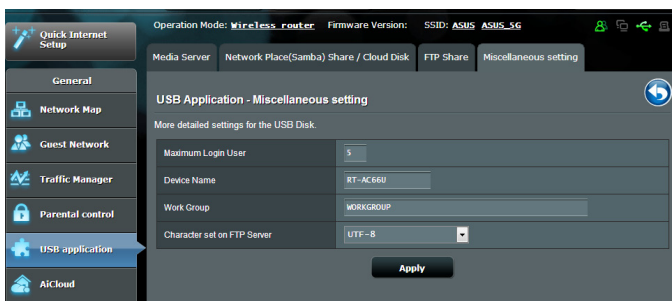 Quick Internet
Setup
Operation Mode: Wireless router Firmware Version: SSID: ASUS ASUS_5G
Media Server Network Place(Samba) Share / Cloud Disk FTP Share Miscellaneous setting
General
Network Map
Guest Network
Traffic Manager
Parental control
USB application
AiCloud
USB Application - Miscellaneous setting
More detailed settings for the USB Disk.
Maximum Login User 5
Device Name RT-AC66U
Work Group WORKGROUP
Character set on FTP Server UTF-8
Apply